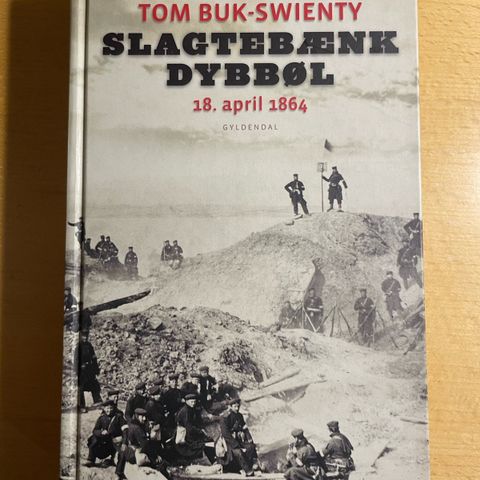 TOM BUK-SWIENTY
SLAGTEBÆNK
DYBBØL
18. april 1864
GYLDENDAL